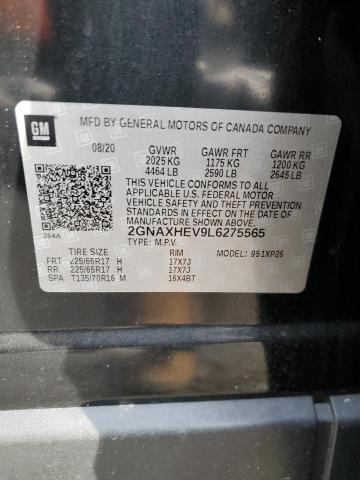 GM
MFD BY GENERAL MOTORS OF CANADA COMPANY
08/20 GVWR GAWR FRT GAWR RR
2025 KG 1175 KG 1200 KG
4464 LB 2590 LB 2645 LB
THIS VEHICLE CONFORMS TO ALL
APPLICABLE U.S. FEDERAL MOTOR
VEHICLE SAFETY AND THEFT PREVENTION
STANDARDS IN EFFECT ON THE DATE
OF MANUFACTURE SHOWN ABOVE.
2GNAXHEV9L6275565
384A TYPE: M.P.V. MODEL: 951XP26
TIRE SIZE RIM
FRT 225/65R17 H 17X7J
RR 225/65R17 H 17X7J
SPA T135/70R16 M 16X4BT